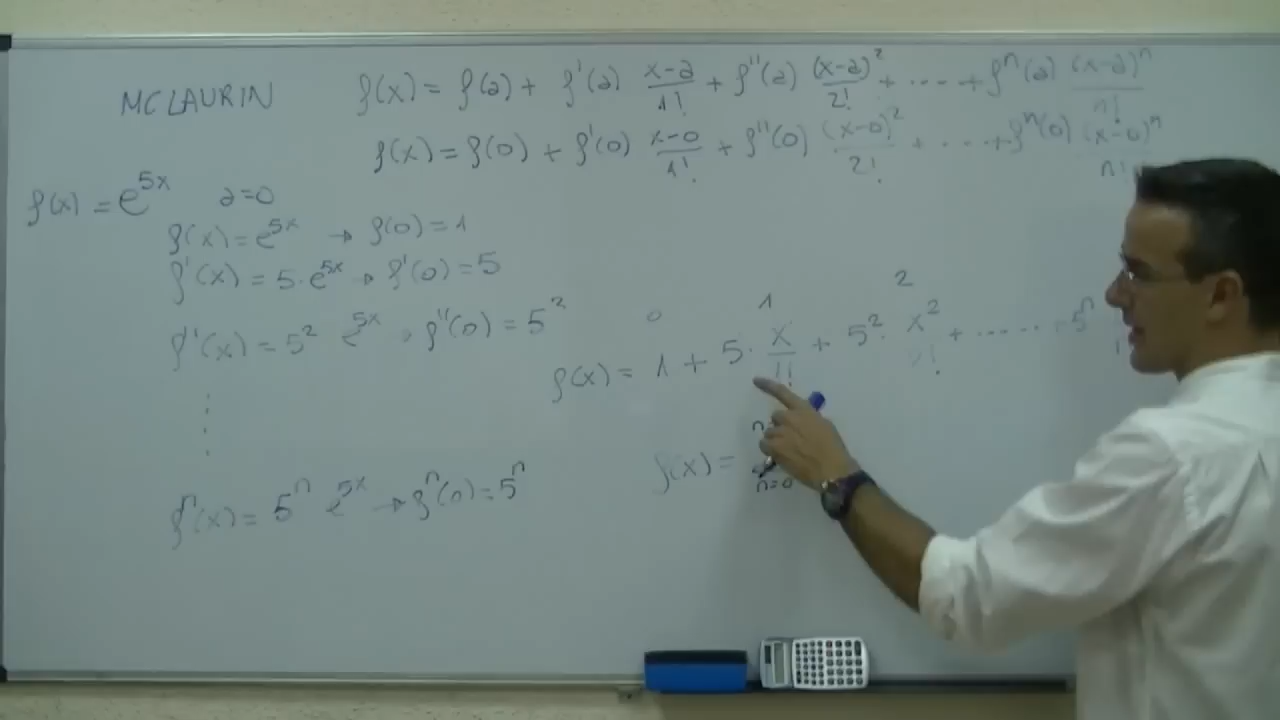 MCLAURIN
f(x) = f(a) + f'(a) (x-a)/1! + f''(a) (x-a)²/2! + ..... + fⁿ(a) (x-a)ⁿ/n!
f(x) = f(0) + f'(0) (x-0)/1! + f''(0) (x-0)²/2! + .....+ fⁿ(0) (x-0)ⁿ/n!
f(x) = e^5x a=0
f(x) = e^5x → f(0) = 1
f'(x) = 5·e^5x → f'(0) = 5
f''(x) = 5² e^5x , f''(0) = 5²
0 1 2
f(x) = 1 + 5· x/1! + 5²· x²/2! + ...... 5ⁿ
f(x) =
n=0
fⁿ(x) = 5ⁿ e^5x → fⁿ(0) = 5ⁿ